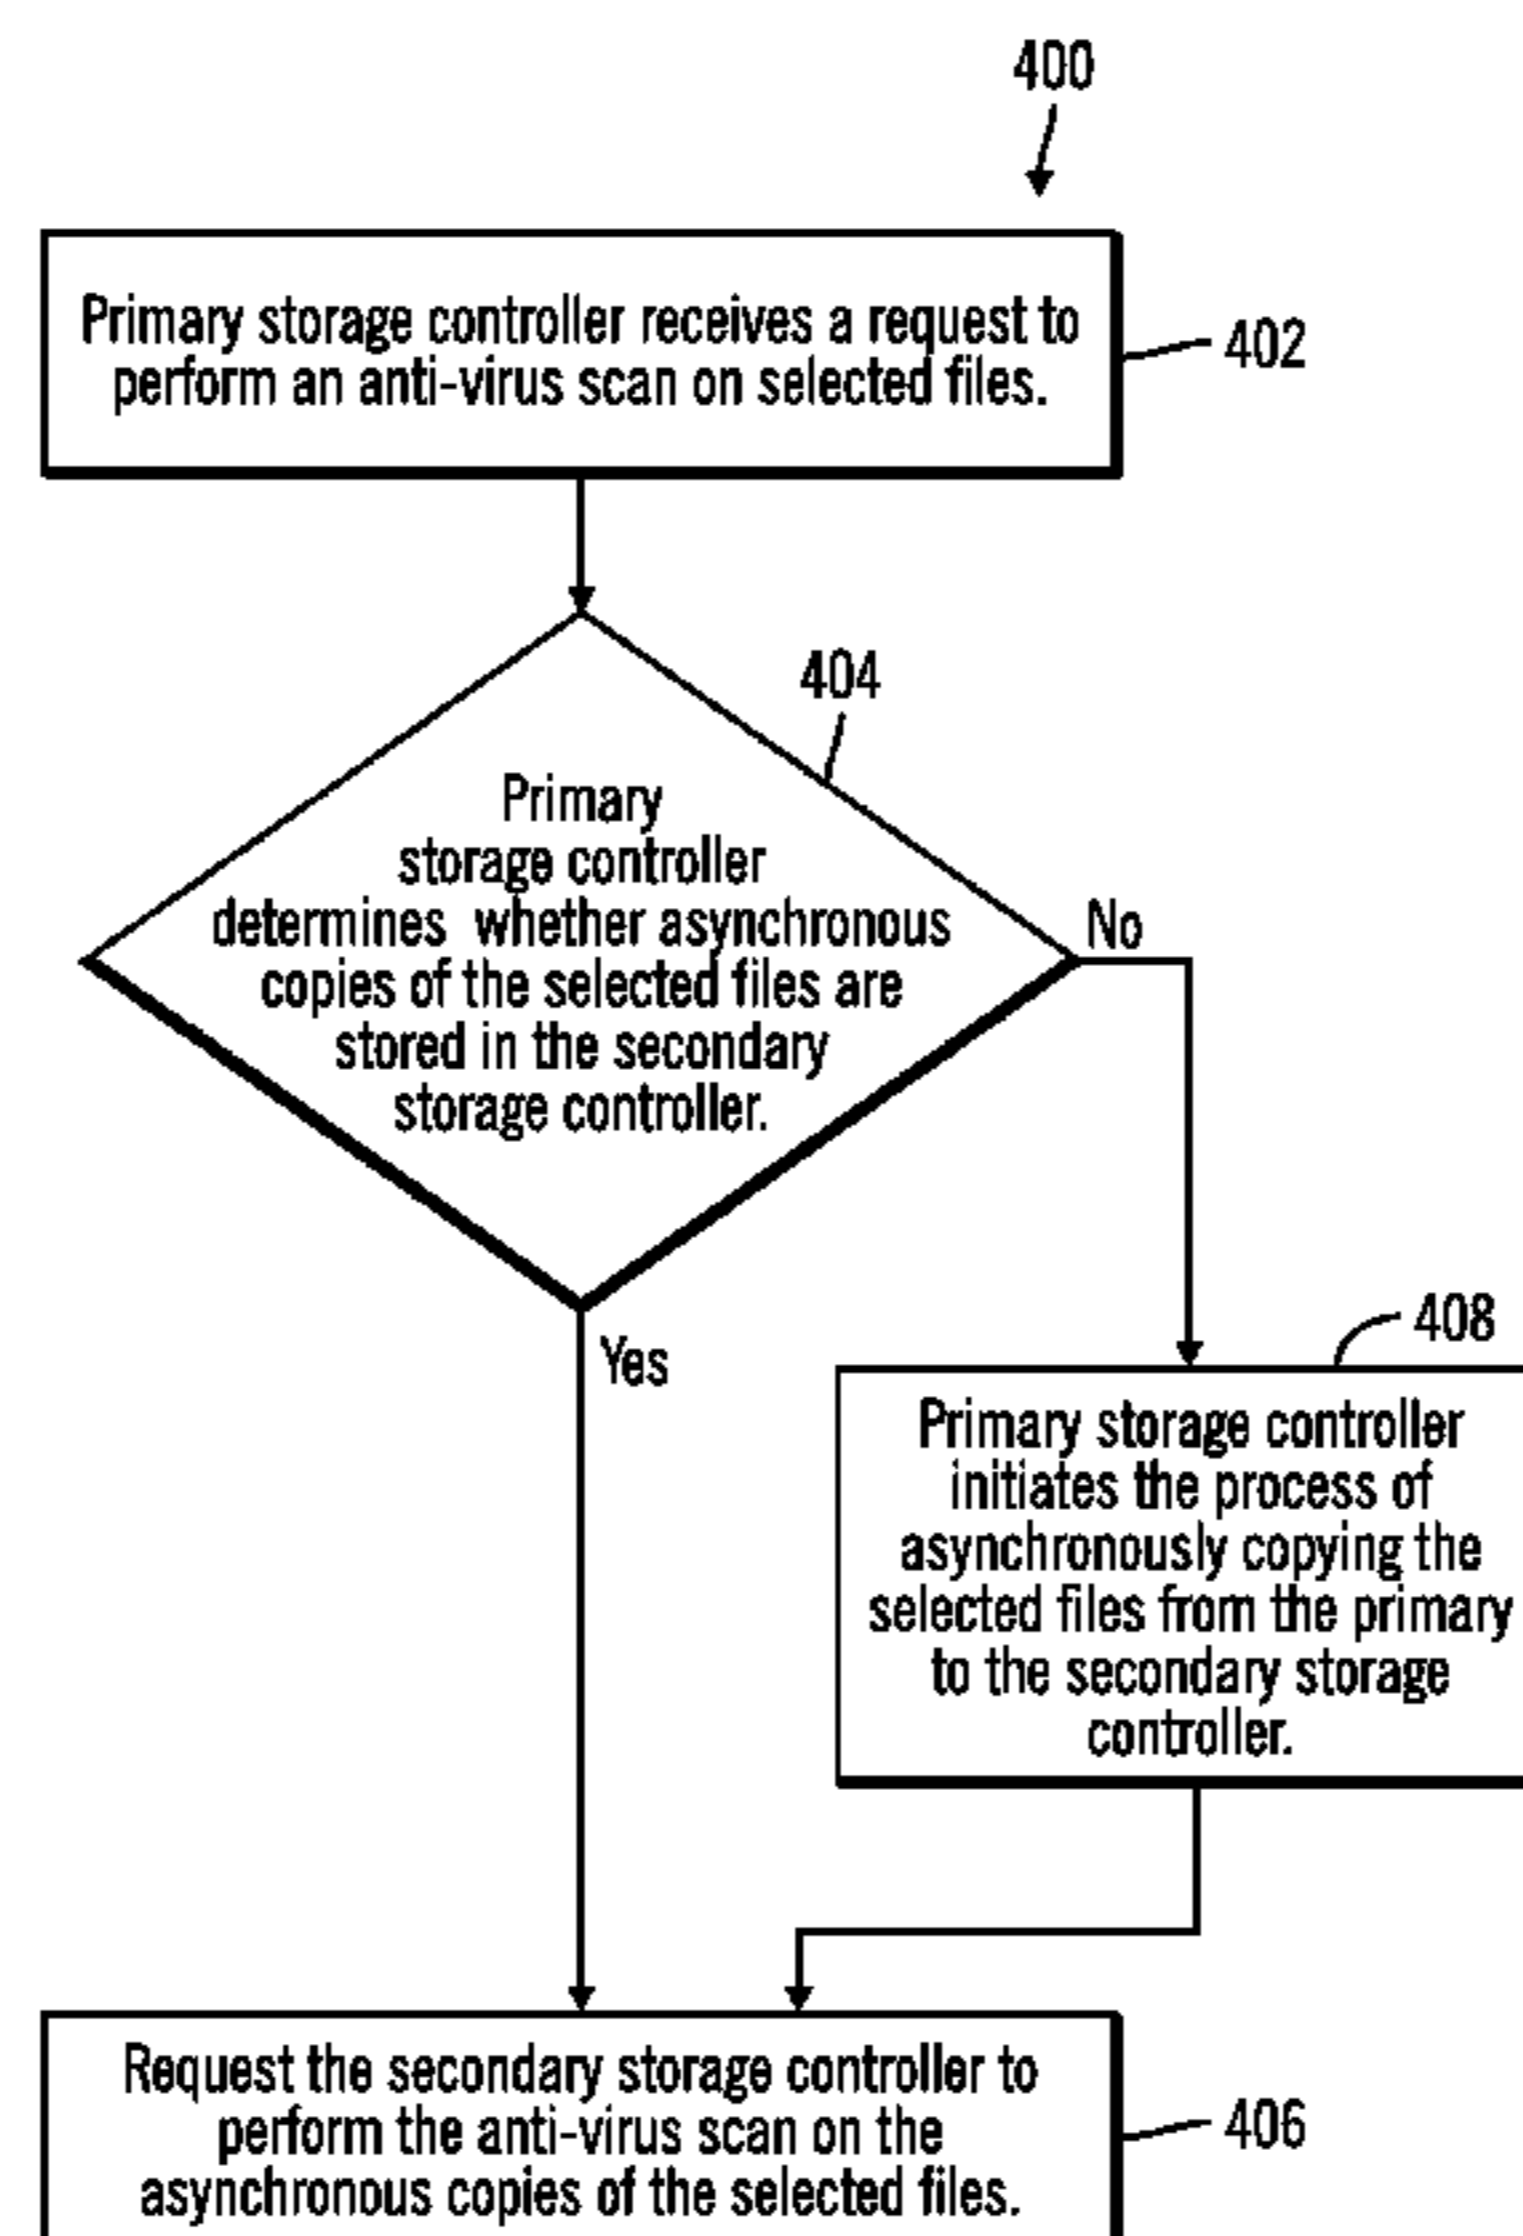 400
Primary storage controller receives a request to
perform an anti-virus scan on selected files.
402
404
Primary
storage controller
determines whether asynchronous
copies of the selected files are
stored in the secondary
storage controller.
No
Yes
408
Primary storage controller
initiates the process of
asynchronously copying the
selected files from the primary
to the secondary storage
controller.
Request the secondary storage controller to
perform the anti-virus scan on the
asynchronous copies of the selected files.
406